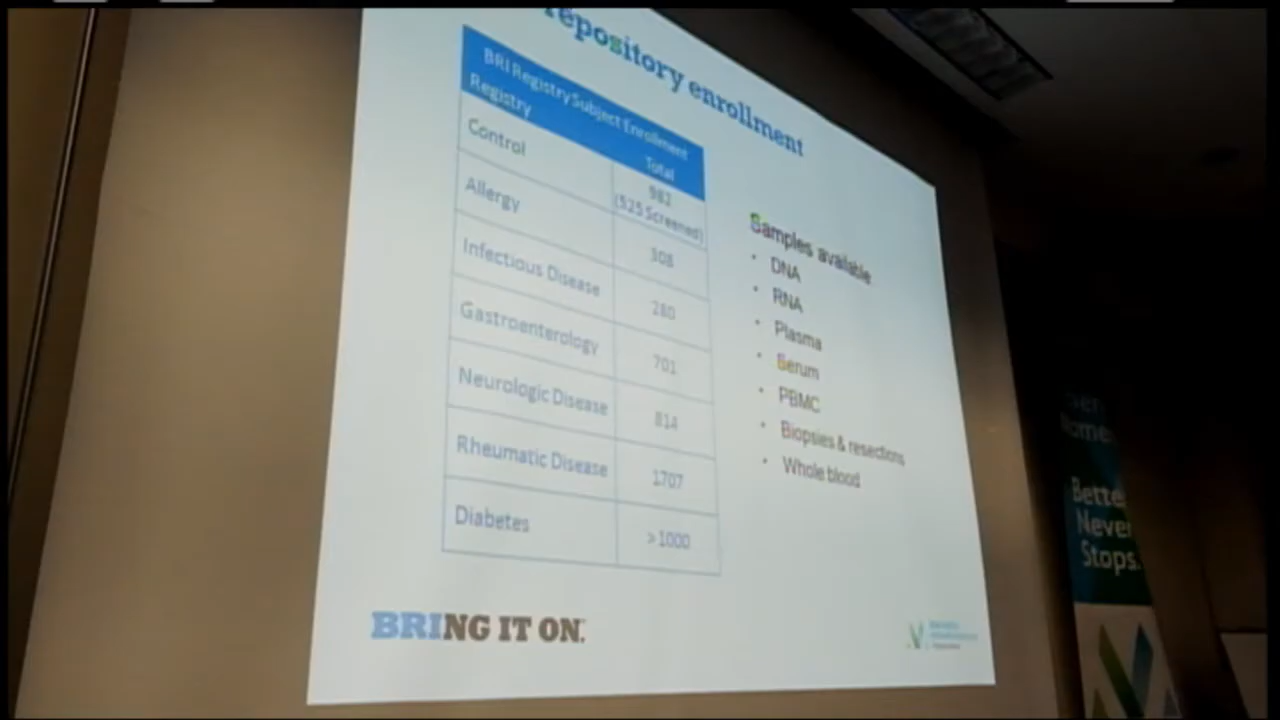 repository enrollment
BRI Registry Subject Enrollment
Registry Total
Control 982
(525 Screened)
Allergy 308
Infectious Disease 280
Gastroenterology 701
Neurologic Disease 814
Rheumatic Disease 1707
Diabetes >1000
Samples available
• DNA
• RNA
• Plasma
• Serum
• PBMC
• Biopsies & resections
• Whole blood
BRING IT ON.
Better
Never
Stops.